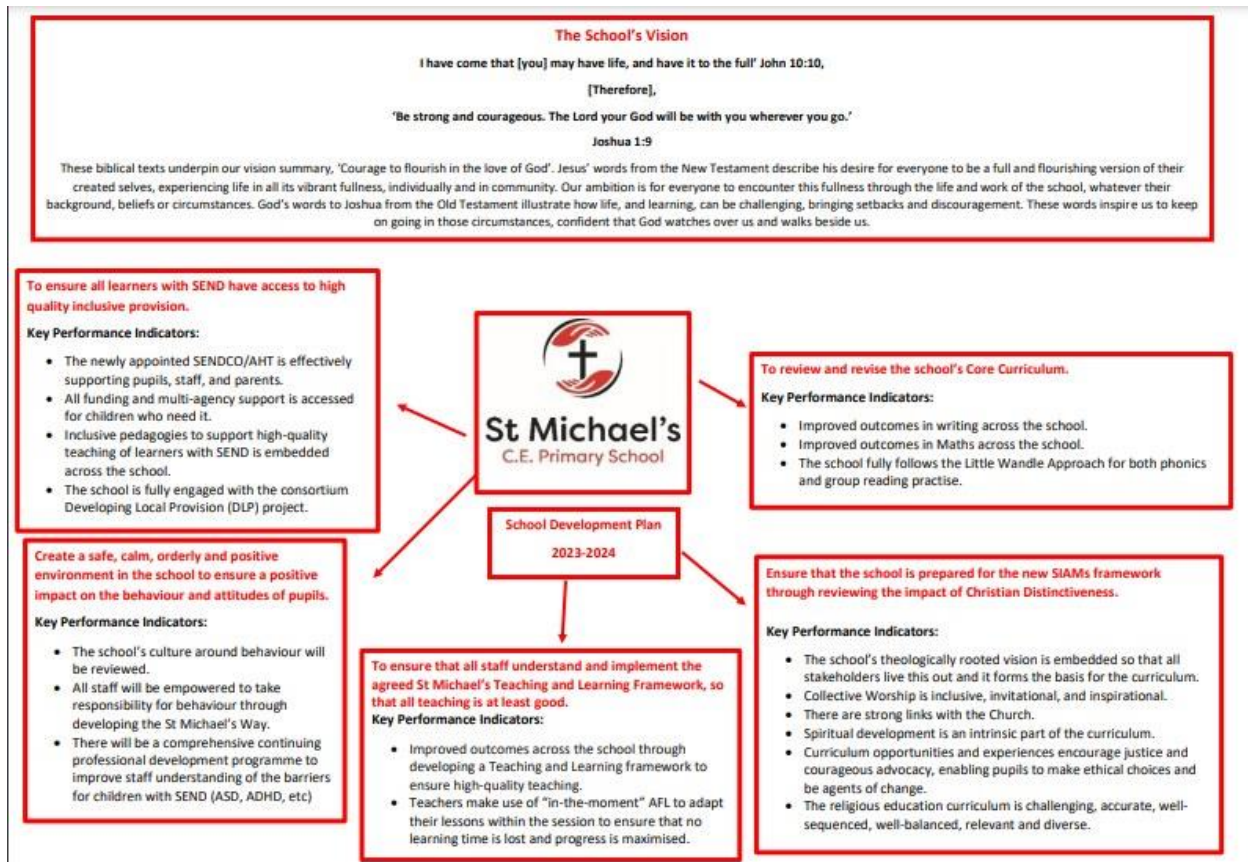 The School's Vision
I have come that [you] may have life, and have it to the full' John 10:10,
[Therefore],
'Be strong and courageous. The Lord your God will be with you wherever you go.'
Joshua 1:9
These biblical texts underpin our vision summary, 'Courage to flourish in the love of God'. Jesus' words from the New Testament describe his desire for everyone to be a full and flourishing version of their
created selves, experiencing life in all its vibrant fullness, individually and in community. Our ambition is for everyone to encounter this fullness through the life and work of the school, whatever their
background, beliefs or circumstances. God's words to Joshua from the Old Testament illustrate how life, and learning, can be challenging, bringing setbacks and discouragement. These words inspire us to keep
on going in those circumstances, confident that God watches over us and walks beside us.
To ensure all learners with SEND have access to high
quality inclusive provision.
Key Performance Indicators:
• The newly appointed SENDCO/AHT is effectively
supporting pupils, staff, and parents.
• All funding and multi-agency support is accessed
for children who need it.
• Inclusive pedagogies to support high-quality
teaching of learners with SEND is embedded
across the school.
• The school is fully engaged with the consortium
Developing Local Provision (DLP) project.
St Michael's
C.E. Primary School
To review and revise the school's Core Curriculum.
Key Performance Indicators:
• Improved outcomes in writing across the school.
• Improved outcomes in Maths across the school.
• The school fully follows the Little Wandle Approach for both phonics
and group reading practise.
School Development Plan
2023-2024
Create a safe, calm, orderly and positive
environment in the school to ensure a positive
impact on the behaviour and attitudes of pupils.
Key Performance Indicators:
• The school's culture around behaviour will
be reviewed.
• All staff will be empowered to take
responsibility for behaviour through
developing the St Michael's Way.
• There will be a comprehensive continuing
professional development programme to
improve staff understanding of the barriers
for children with SEND (ASD, ADHD, etc)
To ensure that all staff understand and implement the
agreed St Michael's Teaching and Learning Framework, so
that all teaching is at least good.
Key Performance Indicators:
• Improved outcomes across the school through
developing a Teaching and Learning framework to
ensure high-quality teaching.
• Teachers make use of "in-the-moment" AFL to adapt
their lessons within the session to ensure that no
learning time is lost and progress is maximised.
Ensure that the school is prepared for the new SIAMs framework
through reviewing the impact of Christian Distinctiveness.
Key Performance Indicators:
• The school's theologically rooted vision is embedded so that all
stakeholders live this out and it forms the basis for the curriculum.
• Collective Worship is inclusive, invitational, and inspirational.
• There are strong links with the Church.
• Spiritual development is an intrinsic part of the curriculum.
• Curriculum opportunities and experiences encourage justice and
courageous advocacy, enabling pupils to make ethical choices and
be agents of change.
• The religious education curriculum is challenging, accurate, well-
sequenced, well-balanced, relevant and diverse.